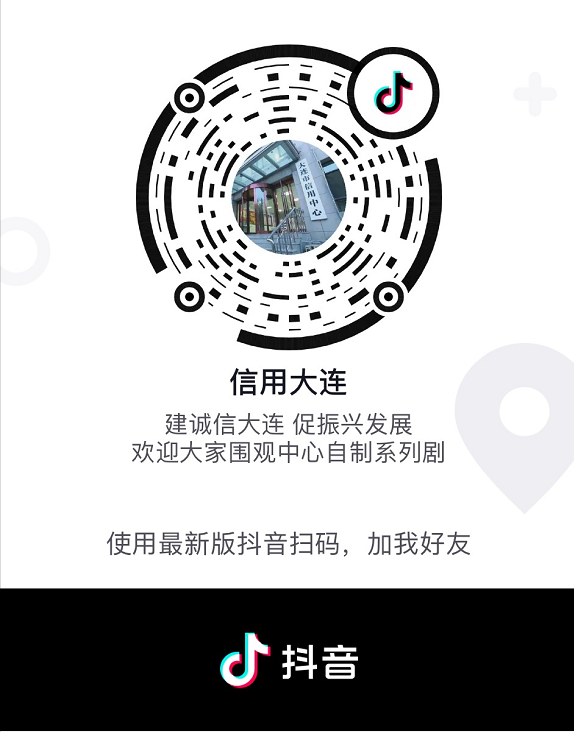 大连市信用中心
信用大连
建诚信大连 促振兴发展
欢迎大家围观中心自制系列剧
使用最新版抖音扫码，加我好友
抖音